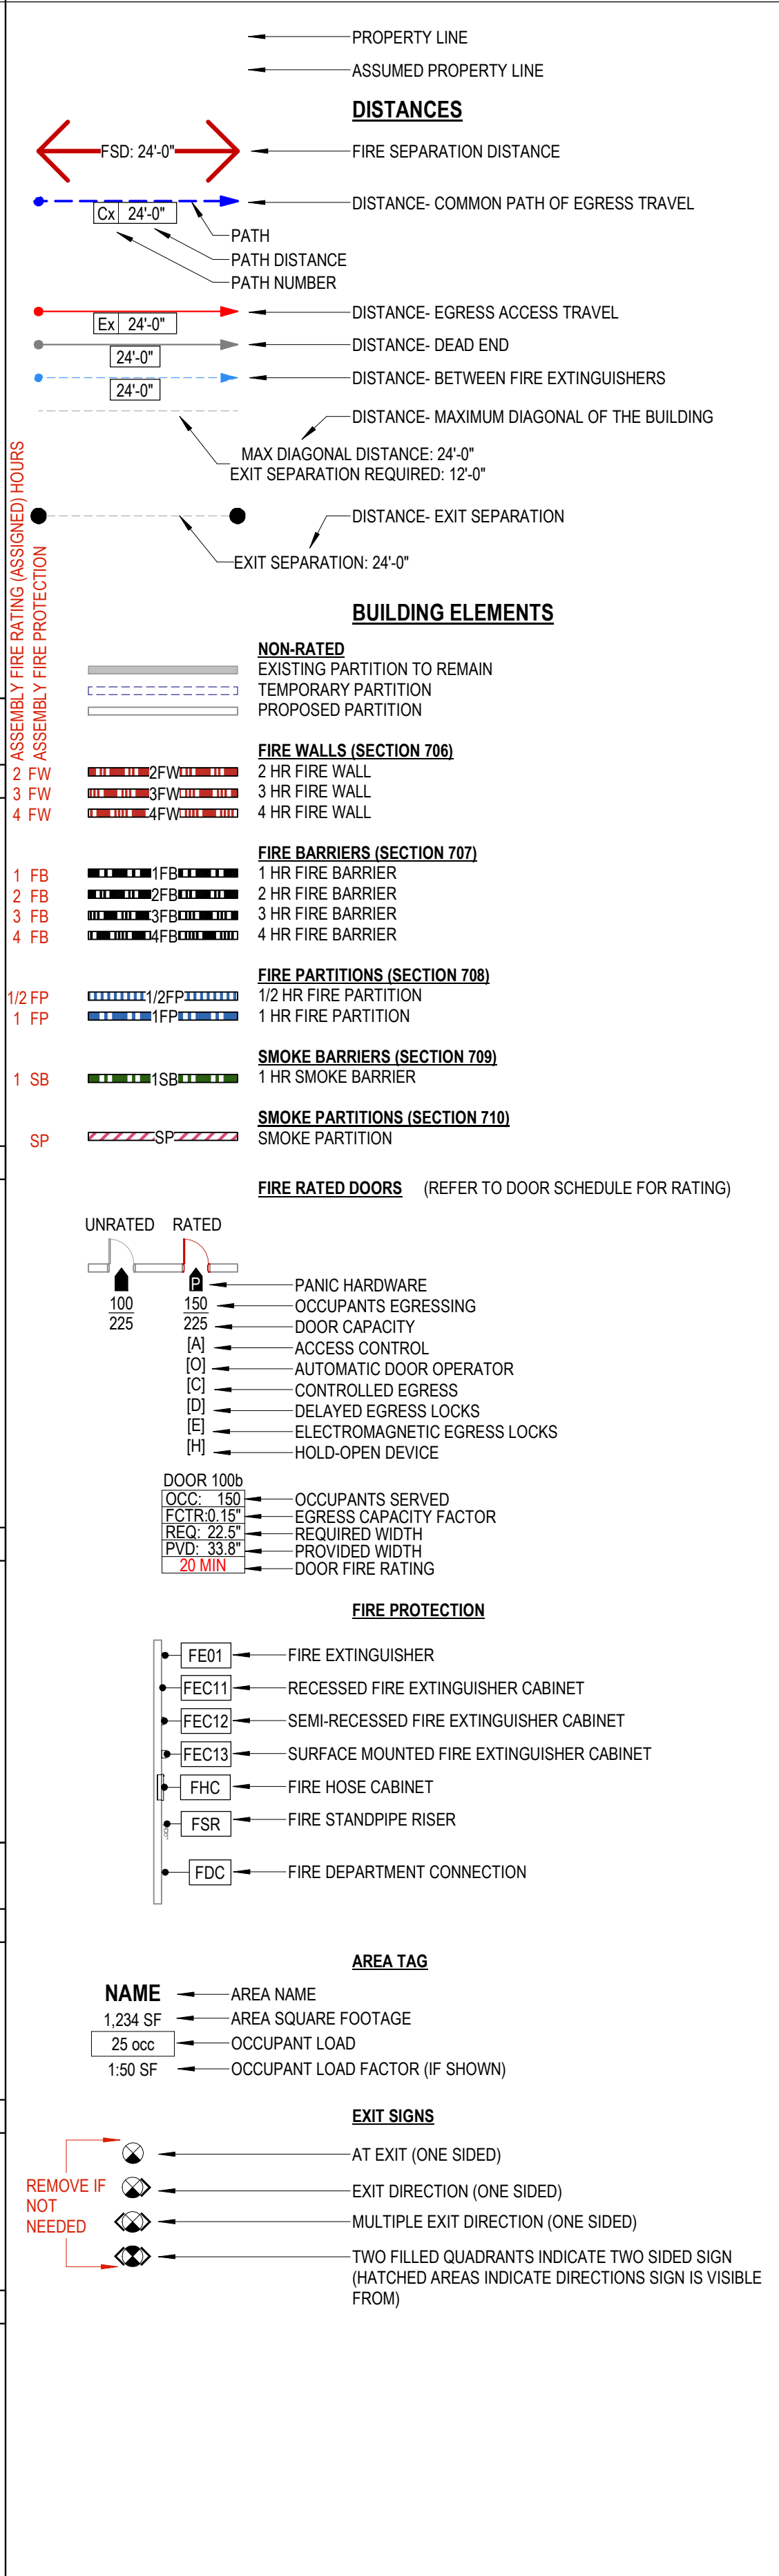 PROPERTY LINE
ASSUMED PROPERTY LINE
DISTANCES
FSD: 24'-0"
FIRE SEPARATION DISTANCE
DISTANCE- COMMON PATH OF EGRESS TRAVEL
Cx 24'-0"
PATH
PATH DISTANCE
PATH NUMBER
DISTANCE- EGRESS ACCESS TRAVEL
Ex 24'-0"
DISTANCE- DEAD END
24'-0"
DISTANCE- BETWEEN FIRE EXTINGUISHERS
24'-0"
DISTANCE- MAXIMUM DIAGONAL OF THE BUILDING
MAX DIAGONAL DISTANCE: 24'-0"
EXIT SEPARATION REQUIRED: 12'-0"
DISTANCE- EXIT SEPARATION
EXIT SEPARATION: 24'-0"
ASSEMBLY FIRE RATING (ASSIGNED) HOURS
ASSEMBLY FIRE PROTECTION
BUILDING ELEMENTS
NON-RATED
EXISTING PARTITION TO REMAIN
TEMPORARY PARTITION
PROPOSED PARTITION
FIRE WALLS (SECTION 706)
2 FW 2FW 2 HR FIRE WALL
3 FW 3FW 3 HR FIRE WALL
4 FW 4FW 4 HR FIRE WALL
FIRE BARRIERS (SECTION 707)
1 FB 1FB 1 HR FIRE BARRIER
2 FB 2FB 2 HR FIRE BARRIER
3 FB 3FB 3 HR FIRE BARRIER
4 FB 4FB 4 HR FIRE BARRIER
FIRE PARTITIONS (SECTION 708)
1/2 FP 1/2FP 1/2 HR FIRE PARTITION
1 FP 1FP 1 HR FIRE PARTITION
SMOKE BARRIERS (SECTION 709)
1 SB 1SB 1 HR SMOKE BARRIER
SMOKE PARTITIONS (SECTION 710)
SP SP SMOKE PARTITION
FIRE RATED DOORS (REFER TO DOOR SCHEDULE FOR RATING)
UNRATED RATED
P PANIC HARDWARE
100 150 OCCUPANTS EGRESSING
225 225 DOOR CAPACITY
[A] ACCESS CONTROL
[O] AUTOMATIC DOOR OPERATOR
[C] CONTROLLED EGRESS
[D] DELAYED EGRESS LOCKS
[E] ELECTROMAGNETIC EGRESS LOCKS
[H] HOLD-OPEN DEVICE
DOOR 100b
OCC: 150 OCCUPANTS SERVED
FCTR:0.15" EGRESS CAPACITY FACTOR
REQ: 22.5" REQUIRED WIDTH
PVD: 33.8" PROVIDED WIDTH
20 MIN DOOR FIRE RATING
FIRE PROTECTION
FE01 FIRE EXTINGUISHER
FEC11 RECESSED FIRE EXTINGUISHER CABINET
FEC12 SEMI-RECESSED FIRE EXTINGUISHER CABINET
FEC13 SURFACE MOUNTED FIRE EXTINGUISHER CABINET
FHC FIRE HOSE CABINET
FSR FIRE STANDPIPE RISER
FDC FIRE DEPARTMENT CONNECTION
AREA TAG
NAME AREA NAME
1,234 SF AREA SQUARE FOOTAGE
25 occ OCCUPANT LOAD
1:50 SF OCCUPANT LOAD FACTOR (IF SHOWN)
EXIT SIGNS
AT EXIT (ONE SIDED)
REMOVE IF
NOT
NEEDED
EXIT DIRECTION (ONE SIDED)
MULTIPLE EXIT DIRECTION (ONE SIDED)
TWO FILLED QUADRANTS INDICATE TWO SIDED SIGN
(HATCHED AREAS INDICATE DIRECTIONS SIGN IS VISIBLE
FROM)